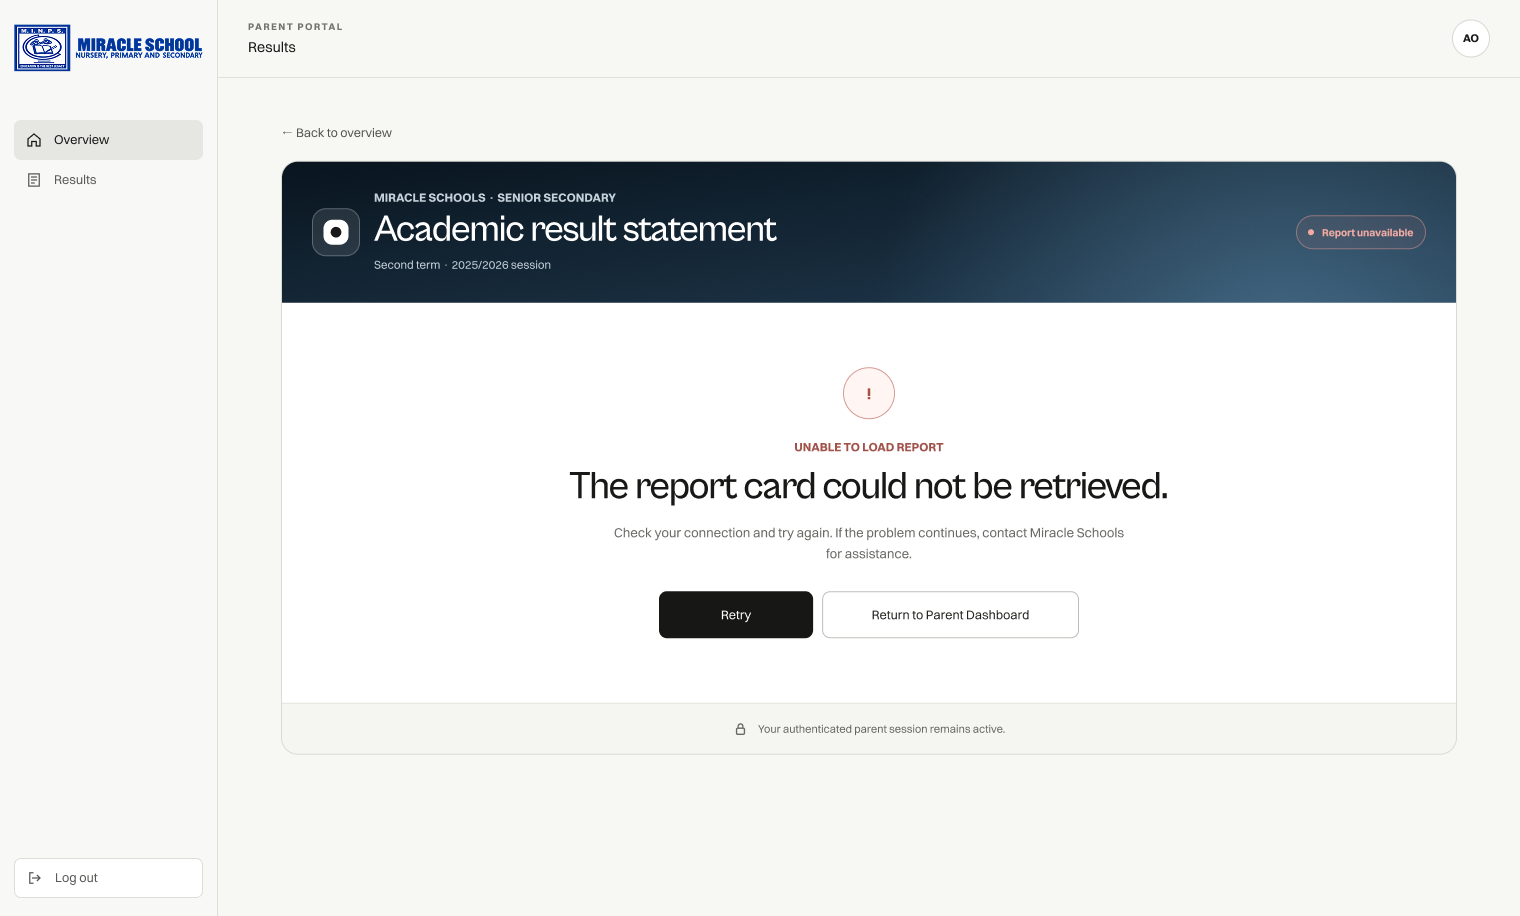 M.I.N.P.S.
MIRACLE SCHOOL
NURSERY, PRIMARY AND SECONDARY
Overview
Results
Log out
PARENT PORTAL
Results
AO
← Back to overview
MIRACLE SCHOOLS · SENIOR SECONDARY
Academic result statement
Second term · 2025/2026 session
Report unavailable
!
UNABLE TO LOAD REPORT
The report card could not be retrieved.
Check your connection and try again. If the problem continues, contact Miracle Schools
for assistance.
Retry
Return to Parent Dashboard
Your authenticated parent session remains active.